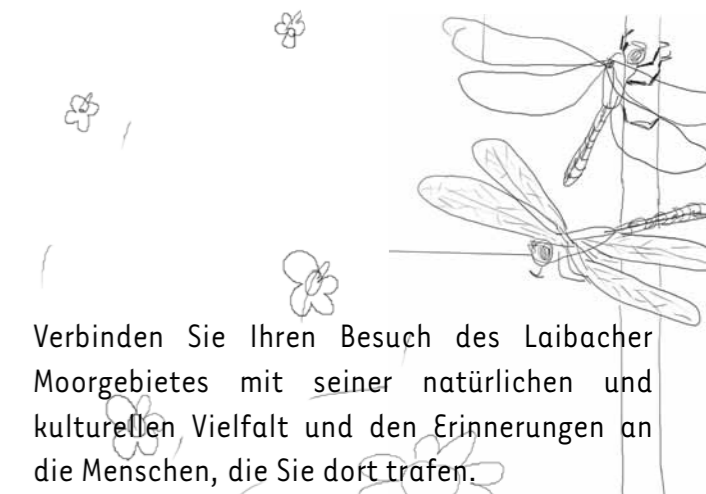 Verbinden Sie Ihren Besuch des Laibacher
Moorgebietes mit seiner natürlichen und
kulturellen Vielfalt und den Erinnerungen an
die Menschen, die Sie dort trafen.